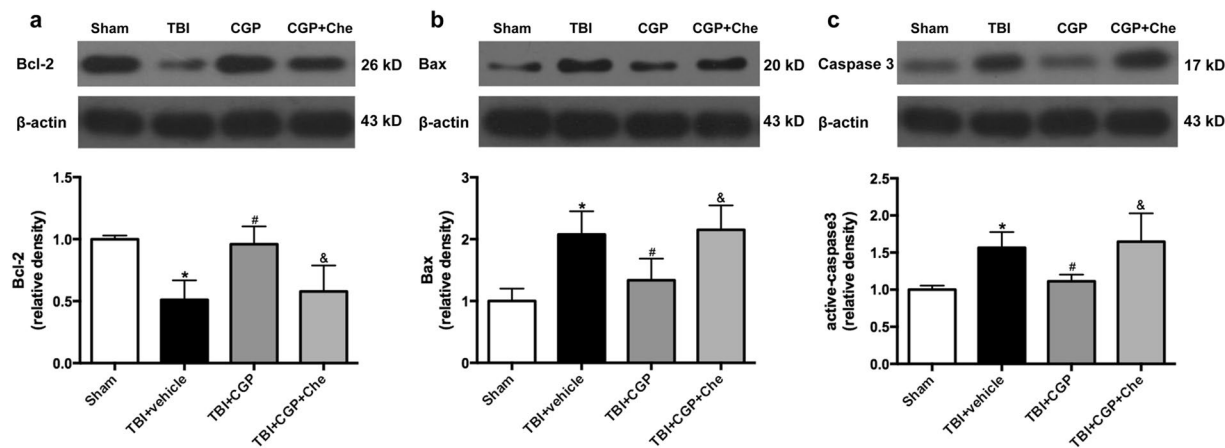 a
Sham TBI CGP CGP+Che
Bcl-2 26 kD
β-actin 43 kD
1.5
1.0
0.5
0.0
Bcl-2
(relative density)
*
#
&
Sham
TBI+vehicle
TBI+CGP
TBI+CGP+Che
b
Sham TBI CGP CGP+Che
Bax 20 kD
β-actin 43 kD
3
2
1
0
Bax
(relative density)
*
#
&
Sham
TBI+vehicle
TBI+CGP
TBI+CGP+Che
c
Sham TBI CGP CGP+Che
Caspase 3 17 kD
β-actin 43 kD
2.5
2.0
1.5
1.0
0.5
0.0
active-caspase3
(relative density)
*
#
&
Sham
TBI+vehicle
TBI+CGP
TBI+CGP+Che